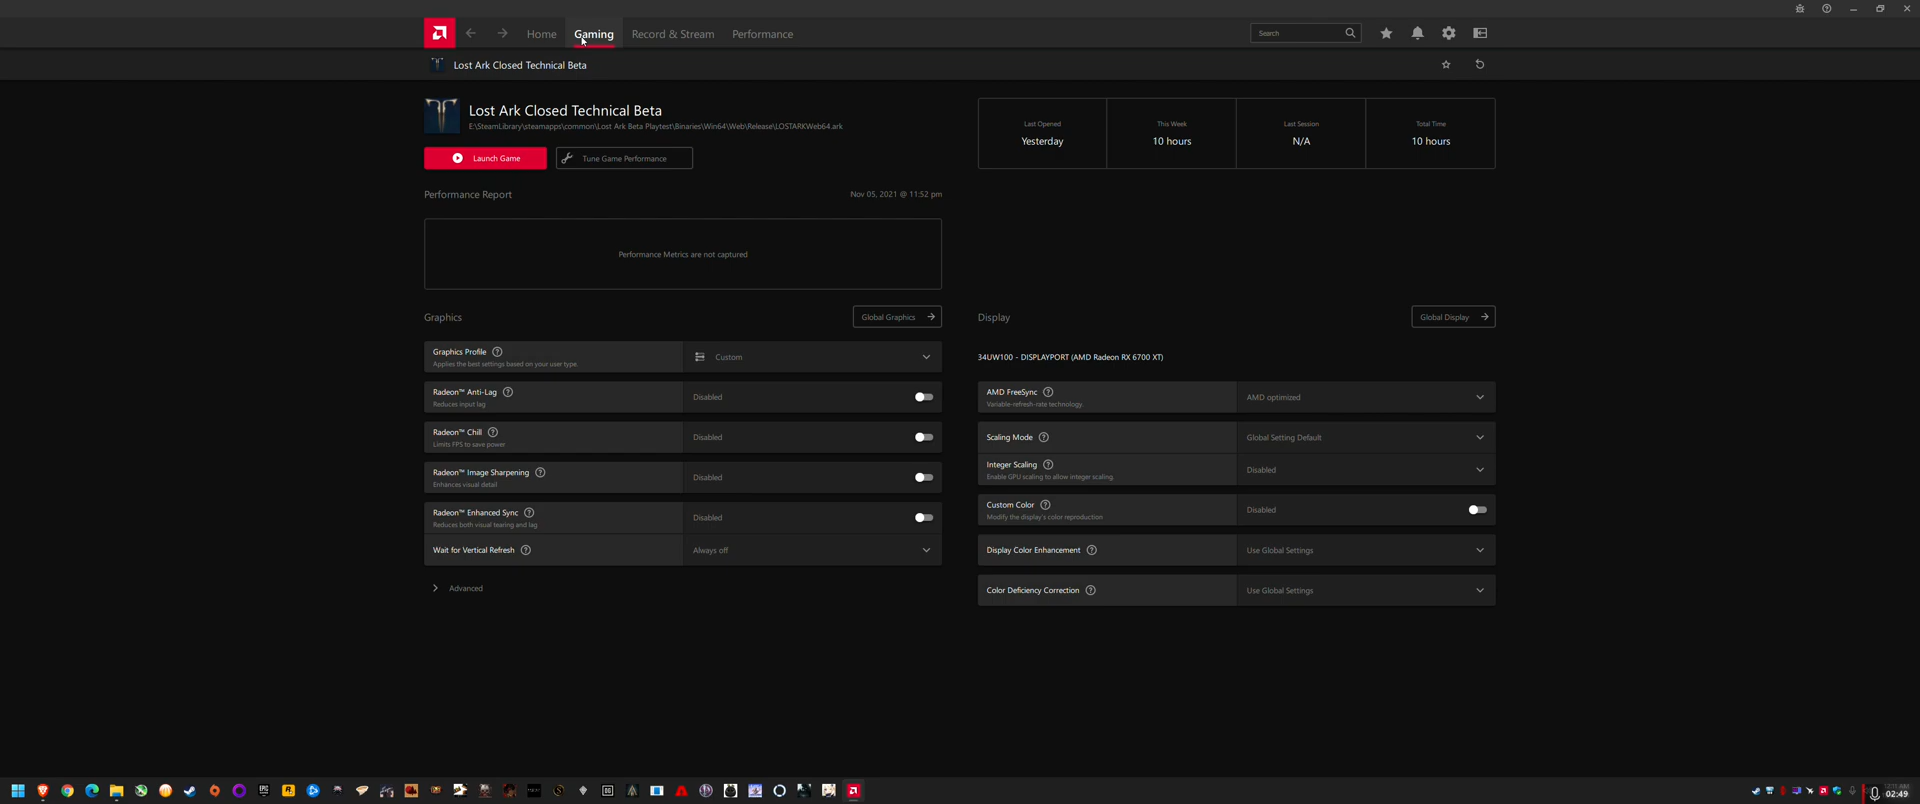 Home
Gaming
Record & Stream
Performance
Search
Lost Ark Closed Technical Beta
Lost Ark Closed Technical Beta
E:\SteamLibrary\steamapps\common\Lost Ark Beta Playtest\Binaries\Win64\Web\Release\LOSTARKWeb64.ark
Launch Game
Tune Game Performance
Last Opened
Yesterday
This Week
10 hours
Last Session
N/A
Total Time
10 hours
Performance Report
Nov 05, 2021 @ 11:52 pm
Performance Metrics are not captured
Graphics
Global Graphics
Graphics Profile
Applies the best settings based on your user type.
Custom
Radeon™ Anti-Lag
Reduces input lag
Disabled
Radeon™ Chill
Limits FPS to save power
Disabled
Radeon™ Image Sharpening
Enhances visual detail
Disabled
Radeon™ Enhanced Sync
Reduces both visual tearing and lag
Disabled
Wait for Vertical Refresh
Always off
Advanced
Display
Global Display
34UW100 - DISPLAYPORT (AMD Radeon RX 6700 XT)
AMD FreeSync
Variable-refresh-rate technology.
AMD optimized
Scaling Mode
Global Setting Default
Integer Scaling
Enable GPU scaling to allow integer scaling
Disabled
Custom Color
Modify the display's color reproduction
Disabled
Display Color Enhancement
Use Global Settings
Color Deficiency Correction
Use Global Settings
02:49